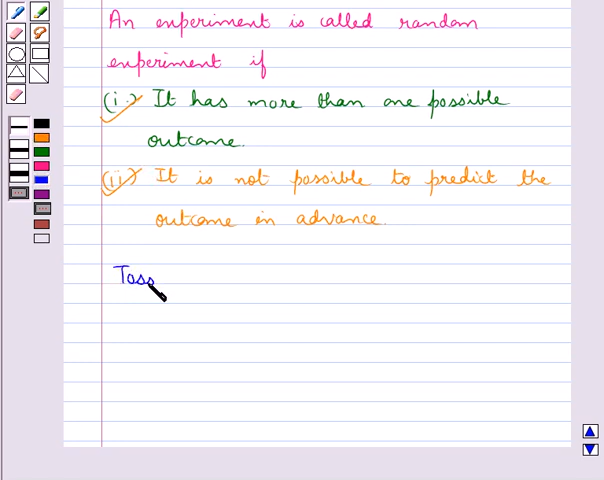 An experiment is called random
experiment if
(i.) It has more than one possible
outcome.
(ii) It is not possible to predict the
outcome in advance.
Toss